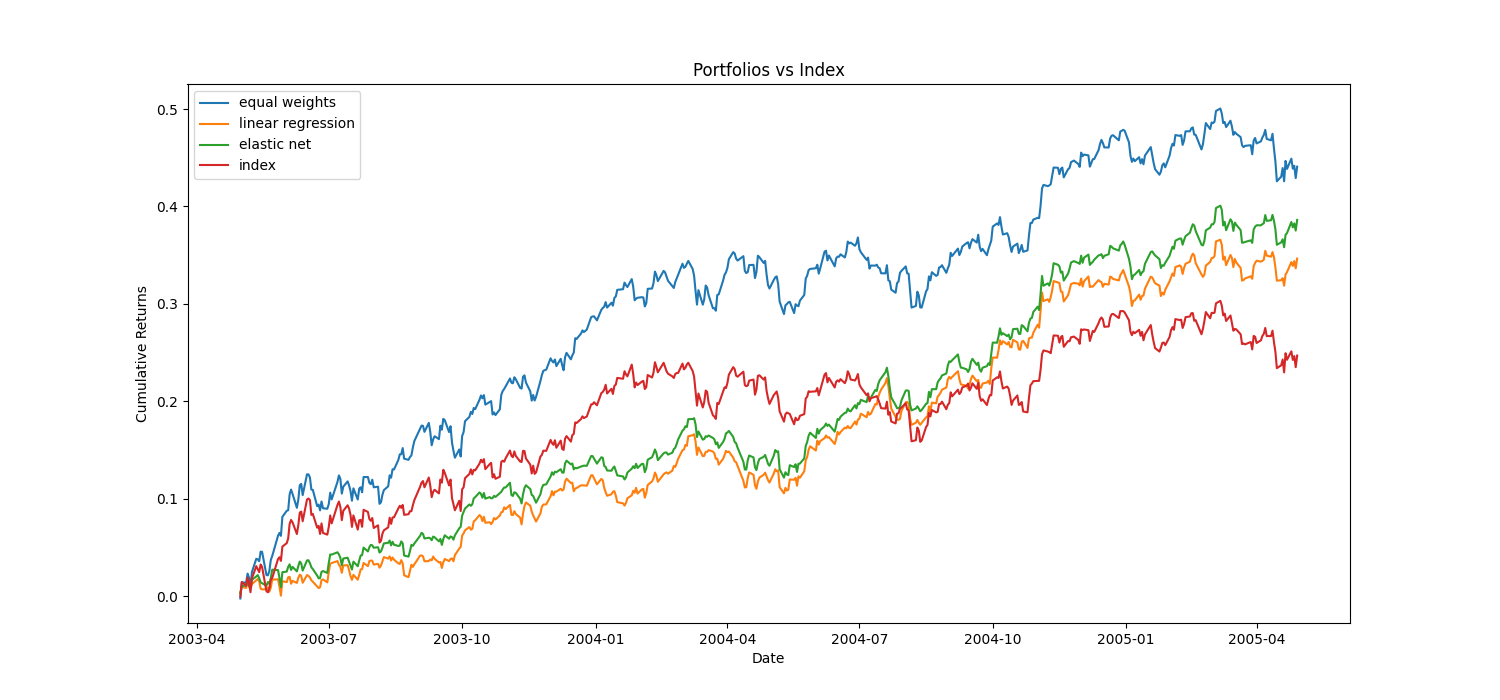 Portfolios vs Index
equal weights
linear regression
elastic net
index
Cumulative Returns
0.5
0.4
0.3
0.2
0.1
0.0
2003-04 2003-07 2003-10 2004-01 2004-04 2004-07 2004-10 2005-01 2005-04
Date